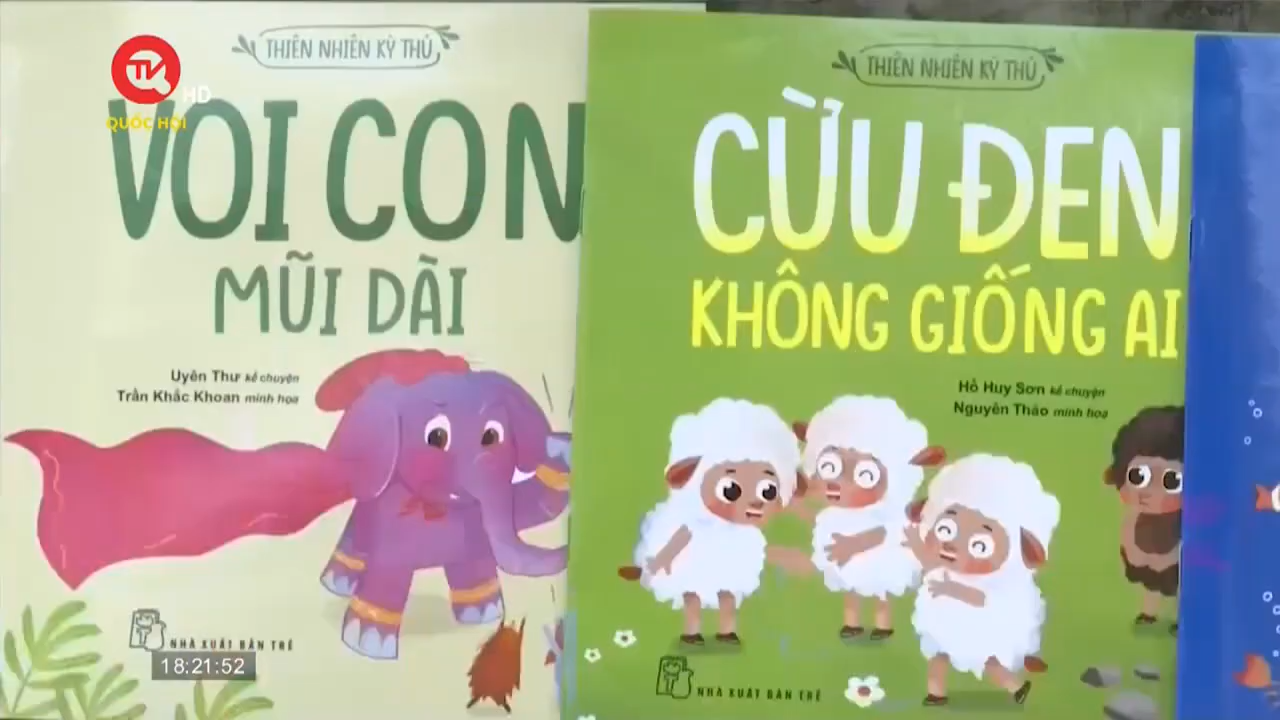 HD
QUỐC HỘI
THIÊN NHIÊN KỲ THÚ
VOI CON
MŨI DÀI
Uyên Thư kể chuyện
Trần Khắc Khoan minh họa
NHÀ XUẤT BẢN TRẺ
18:21:52
THIÊN NHIÊN KỲ THÚ
CỪU ĐEN
KHÔNG GIỐNG AI
Hồ Huy Sơn kể chuyện
Nguyên Thảo minh họa
NHÀ XUẤT BẢN TRẺ